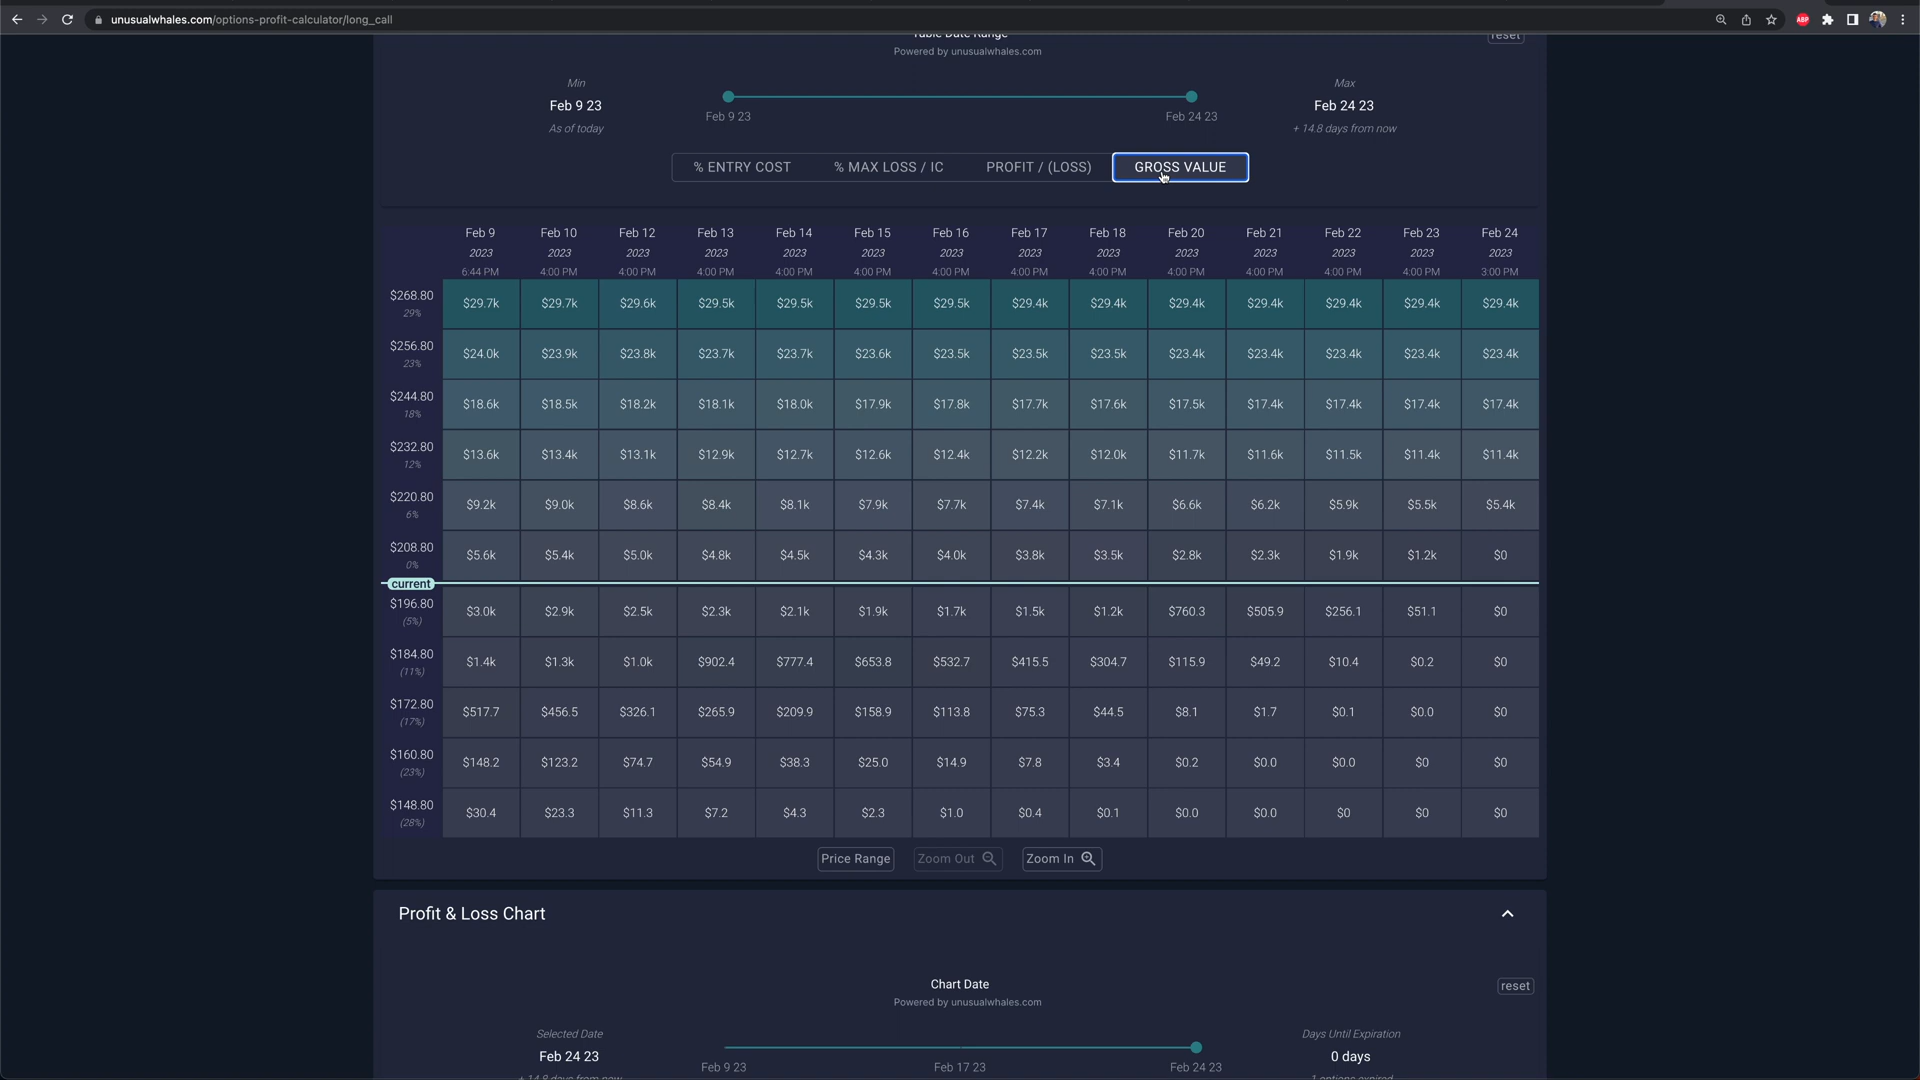 unusualwhales.com/options-profit-calculator/long_call
ABP
Table Date Range
reset
Powered by unusualwhales.com
Min
Max
Feb 9 23
Feb 24 23
Feb 9 23
Feb 24 23
As of today
+ 14.8 days from now
% ENTRY COST % MAX LOSS / IC PROFIT / (LOSS) GROSS VALUE
Feb 9 Feb 10 Feb 12 Feb 13 Feb 14 Feb 15 Feb 16 Feb 17 Feb 18 Feb 20 Feb 21 Feb 22 Feb 23 Feb 24
2023 2023 2023 2023 2023 2023 2023 2023 2023 2023 2023 2023 2023 2023
6:44 PM 4:00 PM 4:00 PM 4:00 PM 4:00 PM 4:00 PM 4:00 PM 4:00 PM 4:00 PM 4:00 PM 4:00 PM 4:00 PM 4:00 PM 3:00 PM
$268.80 $29.7k $29.7k $29.6k $29.5k $29.5k $29.5k $29.5k $29.4k $29.4k $29.4k $29.4k $29.4k $29.4k $29.4k
29%
$256.80 $24.0k $23.9k $23.8k $23.7k $23.7k $23.6k $23.5k $23.5k $23.5k $23.4k $23.4k $23.4k $23.4k $23.4k
23%
$244.80 $18.6k $18.5k $18.2k $18.1k $18.0k $17.9k $17.8k $17.7k $17.6k $17.5k $17.4k $17.4k $17.4k $17.4k
18%
$232.80 $13.6k $13.4k $13.1k $12.9k $12.7k $12.6k $12.4k $12.2k $12.0k $11.7k $11.6k $11.5k $11.4k $11.4k
12%
$220.80 $9.2k $9.0k $8.6k $8.4k $8.1k $7.9k $7.7k $7.4k $7.1k $6.6k $6.2k $5.9k $5.5k $5.4k
6%
$208.80 $5.6k $5.4k $5.0k $4.8k $4.5k $4.3k $4.0k $3.8k $3.5k $2.8k $2.3k $1.9k $1.2k $0
0%
current
$196.80 $3.0k $2.9k $2.5k $2.3k $2.1k $1.9k $1.7k $1.5k $1.2k $760.3 $505.9 $256.1 $51.1 $0
(5%)
$184.80 $1.4k $1.3k $1.0k $902.4 $777.4 $653.8 $532.7 $415.5 $304.7 $115.9 $49.2 $10.4 $0.2 $0
(11%)
$172.80 $517.7 $456.5 $326.1 $265.9 $209.9 $158.9 $113.8 $75.3 $44.5 $8.1 $1.7 $0.1 $0.0 $0
(17%)
$160.80 $148.2 $123.2 $74.7 $54.9 $38.3 $25.0 $14.9 $7.8 $3.4 $0.2 $0.0 $0.0 $0 $0
(23%)
$148.80 $30.4 $23.3 $11.3 $7.2 $4.3 $2.3 $1.0 $0.4 $0.1 $0.0 $0.0 $0 $0 $0
(28%)
Price Range Zoom Out Zoom In
Profit & Loss Chart
Chart Date
reset
Powered by unusualwhales.com
Selected Date
Days Until Expiration
Feb 24 23
0 days
Feb 9 23 Feb 17 23 Feb 24 23
+ 14.8 days from now
1 options expired